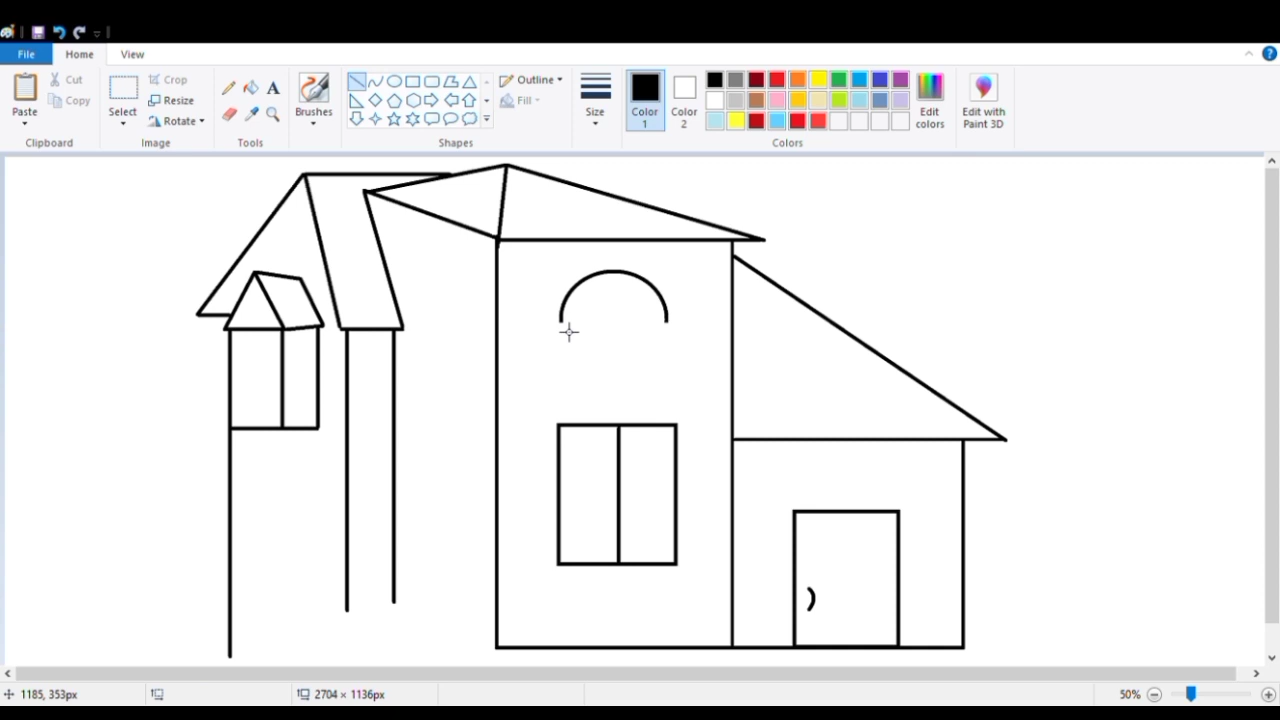 File Home View
Paste Cut Copy Clipboard
Select Crop Resize Rotate Image
A Tools
Brushes
Outline Fill Shapes
Size
Color 1 Color 2 Edit colors Colors
Edit with Paint 3D
1185, 353px 2704 × 1136px 50%